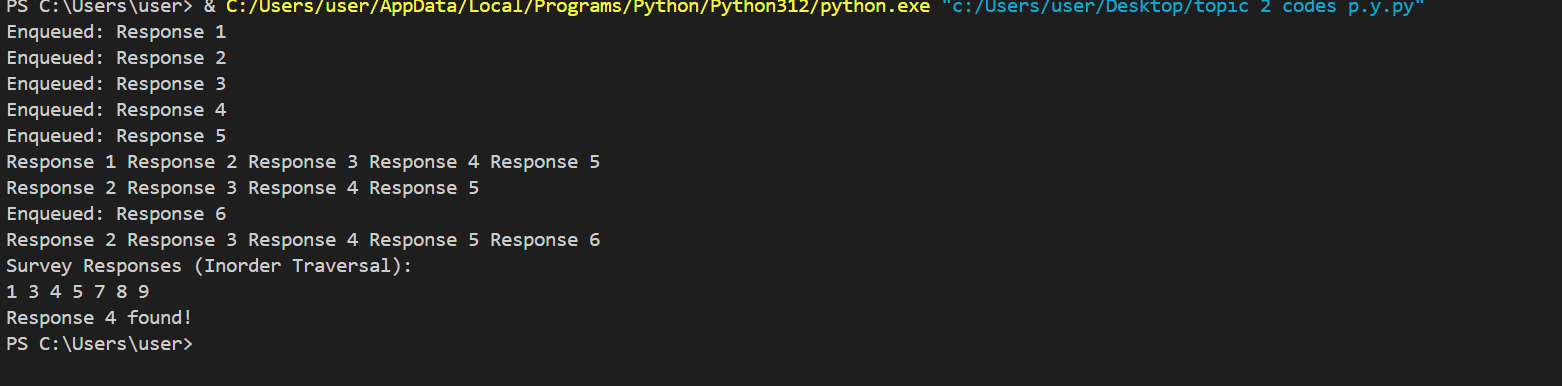 PS C:\Users\user> & C:/Users/user/AppData/Local/Programs/Python/Python312/python.exe "c:/Users/user/Desktop/topic 2 codes p.y.py"
Enqueued: Response 1
Enqueued: Response 2
Enqueued: Response 3
Enqueued: Response 4
Enqueued: Response 5
Response 1 Response 2 Response 3 Response 4 Response 5
Response 2 Response 3 Response 4 Response 5
Enqueued: Response 6
Response 2 Response 3 Response 4 Response 5 Response 6
Survey Responses (Inorder Traversal):
1 3 4 5 7 8 9
Response 4 found!
PS C:\Users\user>